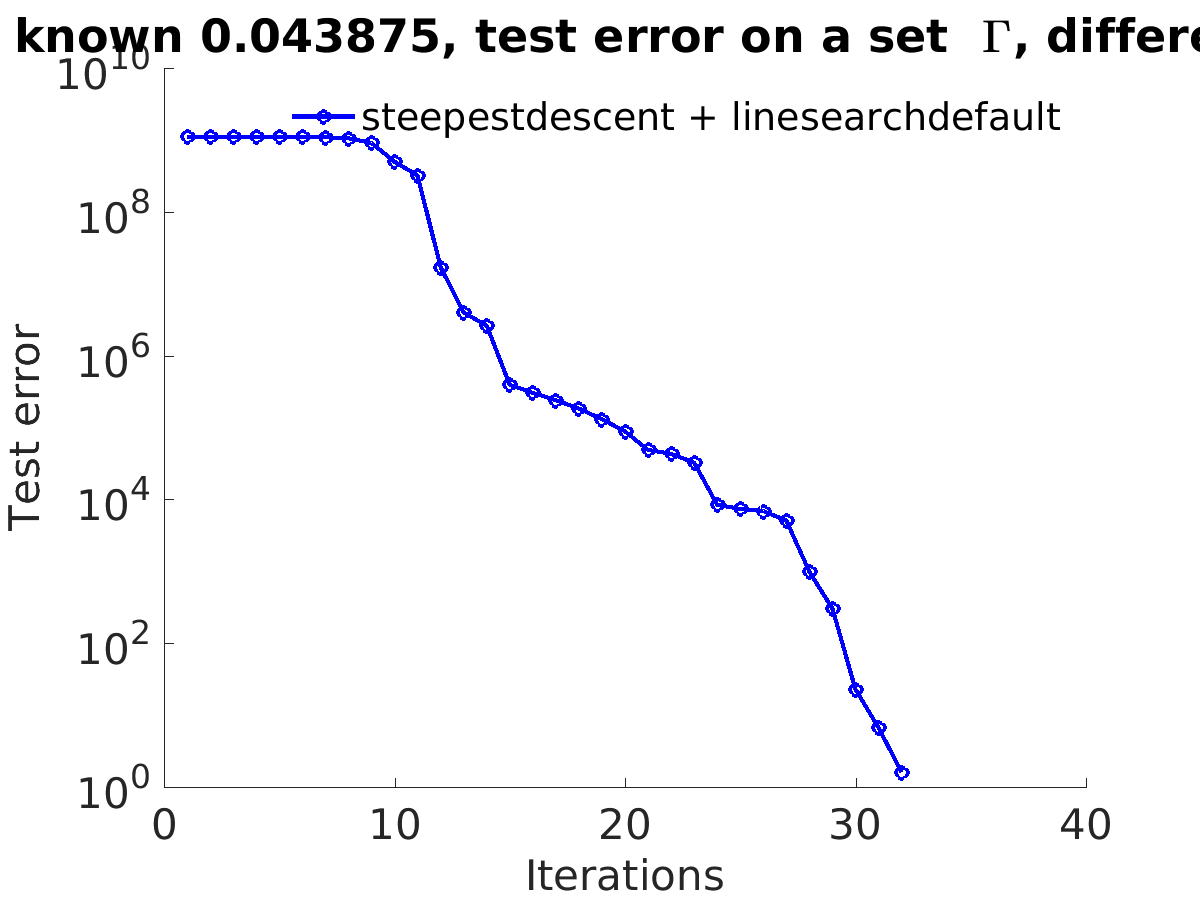 known 0.043875, test error on a set Γ, differe
steepestdescent + linesearchdefault
10^10
10^8
10^6
10^4
10^2
10^0
Test error
0 10 20 30 40
Iterations